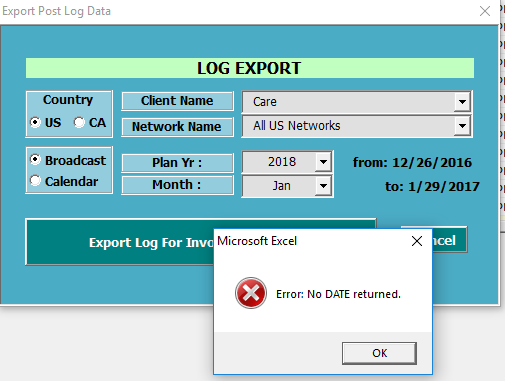 Export Post Log Data
LOG EXPORT
Country
US CA
Client Name
Care
Network Name
All US Networks
Broadcast
Calendar
Plan Yr :
2018
from: 12/26/2016
Month :
Jan
to: 1/29/2017
Export Log For Invo
Microsoft Excel
Error: No DATE returned.
OK